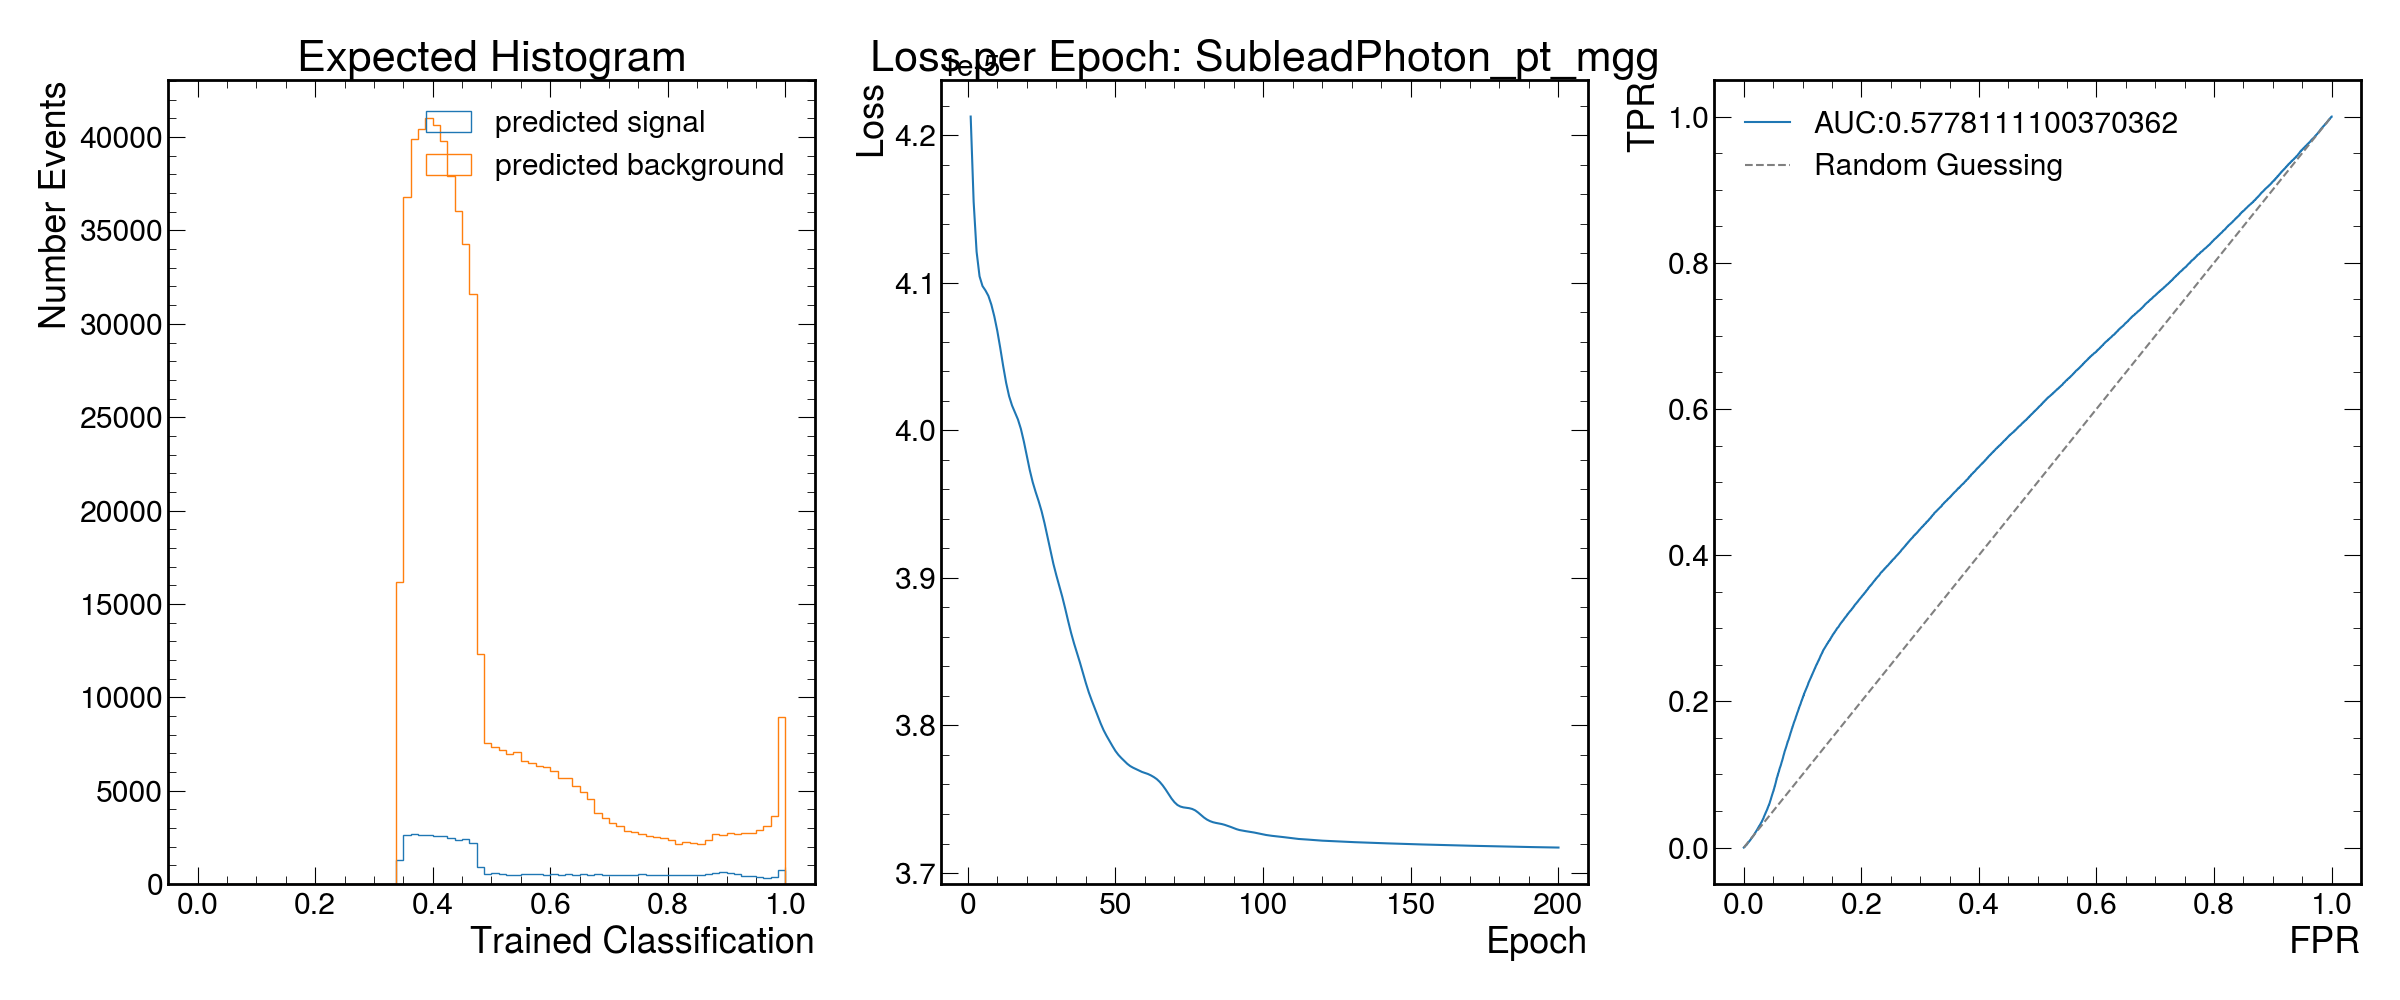 Expected Histogram
Number Events
40000
35000
30000
25000
20000
15000
10000
5000
0
predicted signal
predicted background
0.0 0.2 0.4 0.6 0.8 1.0
Trained Classification
Loss per Epoch: SubleadPhoton_pt_mgg
1e-5
Loss
4.2
4.1
4.0
3.9
3.8
3.7
0 50 100 150 200
Epoch
TPR
1.0
0.8
0.6
0.4
0.2
0.0
AUC:0.5778111100370362
Random Guessing
0.0 0.2 0.4 0.6 0.8 1.0
FPR